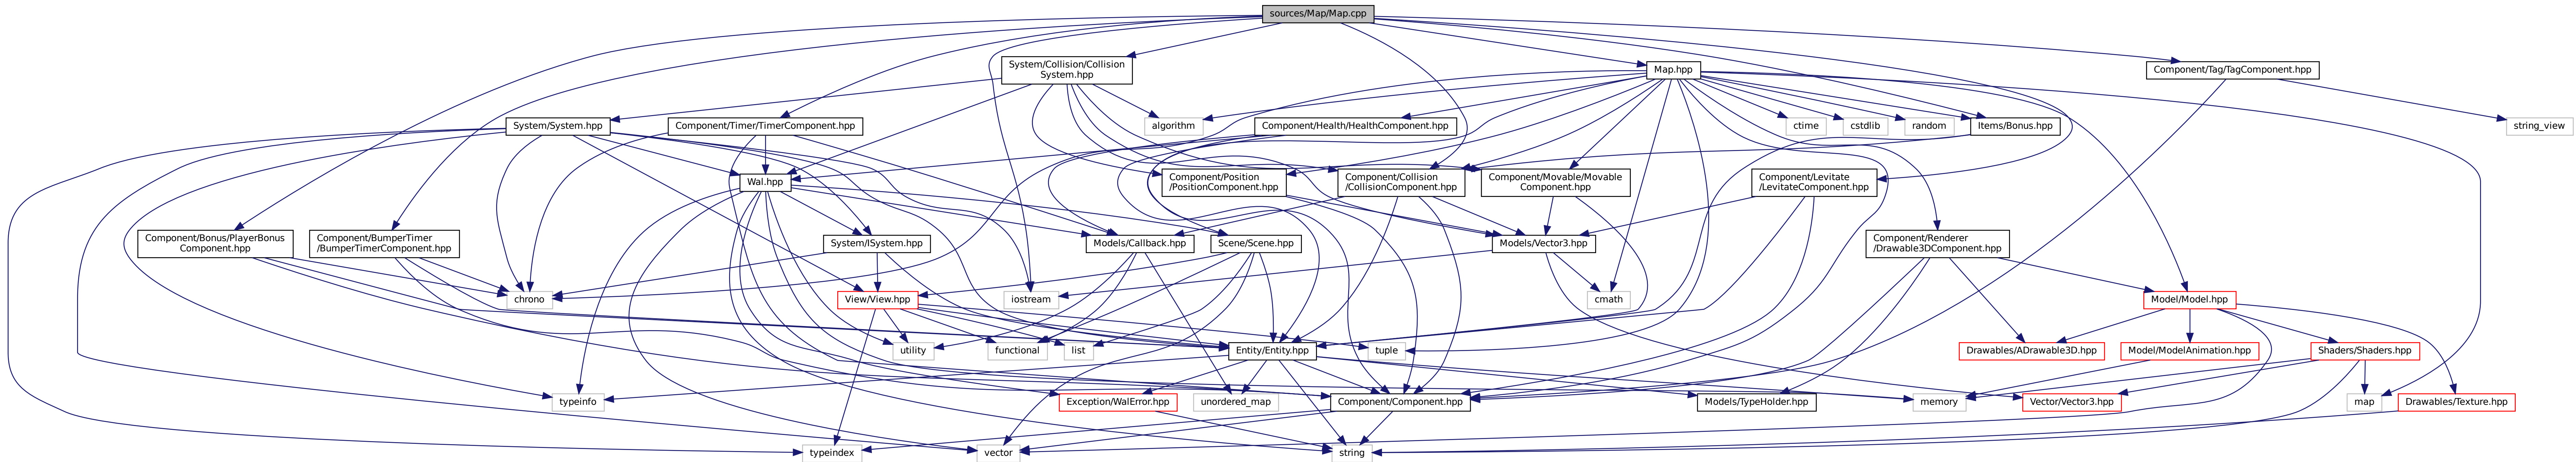 sources/Map/Map.cpp
System/Collision/Collision
System.hpp
Map.hpp
Component/Tag/TagComponent.hpp
System/System.hpp
Component/Timer/TimerComponent.hpp
algorithm
Component/Health/HealthComponent.hpp
ctime
cstdlib
random
Items/Bonus.hpp
string_view
Wal.hpp
Component/Position
/PositionComponent.hpp
Component/Collision
/CollisionComponent.hpp
Component/Movable/Movable
Component.hpp
Component/Levitate
/LevitateComponent.hpp
Component/Bonus/PlayerBonus
Component.hpp
Component/BumperTimer
/BumperTimerComponent.hpp
System/ISystem.hpp
Models/Callback.hpp
Scene/Scene.hpp
Models/Vector3.hpp
Component/Renderer
/Drawable3DComponent.hpp
chrono
View/View.hpp
iostream
cmath
Model/Model.hpp
utility
functional
list
Entity/Entity.hpp
tuple
Drawables/ADrawable3D.hpp
Model/ModelAnimation.hpp
Shaders/Shaders.hpp
typeinfo
Exception/WalError.hpp
unordered_map
Component/Component.hpp
Models/TypeHolder.hpp
memory
Vector/Vector3.hpp
map
Drawables/Texture.hpp
typeindex
vector
string